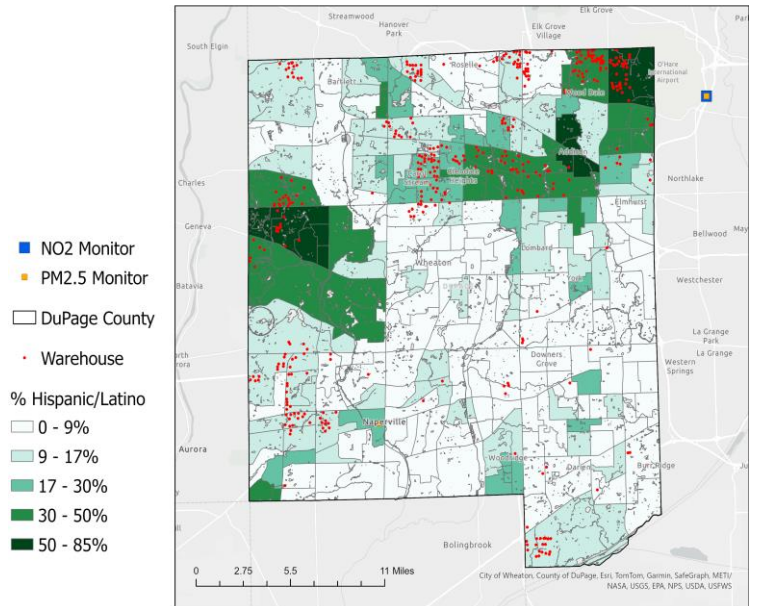 Streamwood
Elk Grove
Hanover
Park
Elk Grove
Village
South Elgin
Roselle
O'Hare
International
Airport
Bartlett
Wood Dale
Addison
Glendale
Heights
Charles
Northlake
Elmhurst
Geneva
Bellwood
NO2 Monitor
Lombard
PM2.5 Monitor
Wheaton
York
Westchester
Batavia
DuPage County
La Grange
Park
Warehouse
La Grange
Downers
Grove
Western
Springs
% Hispanic/Latino
0 - 9%
9 - 17%
Naperville
17 - 30%
Aurora
30 - 50%
Woodridge
Darien
Burr Ridge
50 - 85%
Bolingbrook
0 2.75 5.5 11 Miles
City of Wheaton, County of DuPage, Esri, TomTom, Garmin, SafeGraph, METI/
NASA, USGS, EPA, NPS, USDA, USFWS